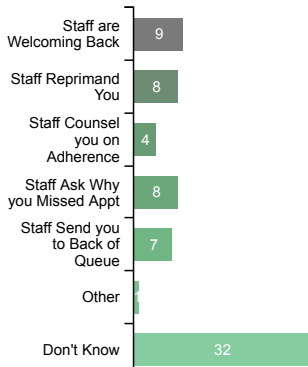 Staff are
Welcoming Back
9
Staff Reprimand
You
8
Staff Counsel
you on
Adherence
4
Staff Ask Why
you Missed Appt
8
Staff Send you
to Back of
Queue
7
Other
1
Don't Know
32